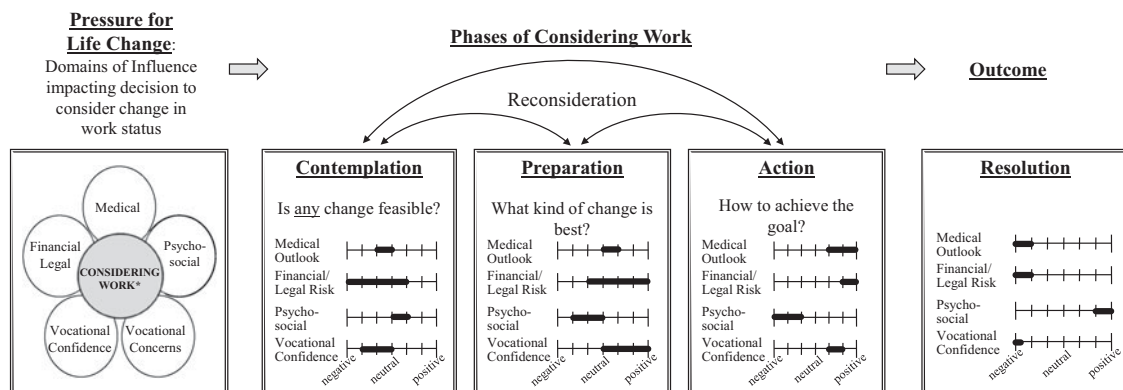 Pressure for
Life Change:
Domains of Influence
impacting decision to
consider change in
work status
Phases of Considering Work
Reconsideration
Outcome
Medical
Financial
Legal
Psycho-
social
CONSIDERING
WORK*
Vocational
Confidence
Vocational
Concerns
Contemplation
Is any change feasible?
Medical
Outlook
Financial/
Legal Risk
Psycho-
social
Vocational
Confidence
negative
neutral
positive
Preparation
What kind of change is
best?
Medical
Outlook
Financial/
Legal Risk
Psycho-
social
Vocational
Confidence
negative
neutral
positive
Action
How to achieve the
goal?
Medical
Outlook
Financial/
Legal Risk
Psycho-
social
Vocational
Confidence
negative
neutral
positive
Resolution
Medical
Outlook
Financial/
Legal Risk
Psycho-
social
Vocational
Confidence
negative
neutral
positive